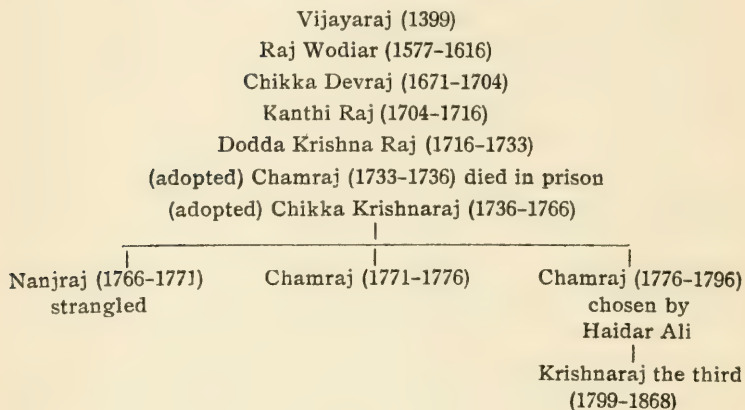 Vijayaraj (1399)
Raj Wodiar (1577-1616)
Chikka Devraj (1671-1704)
Kanthi Raj (1704-1716)
Dodda Krishna Raj (1716-1733)
(adopted) Chamraj (1733-1736) died in prison
(adopted) Chikka Krishnaraj (1736-1766)
Nanjraj (1766-1771)
strangled
Chamraj (1771-1776)
Chamraj (1776-1796)
chosen by
Haidar Ali
Krishnaraj the third
(1799-1868)